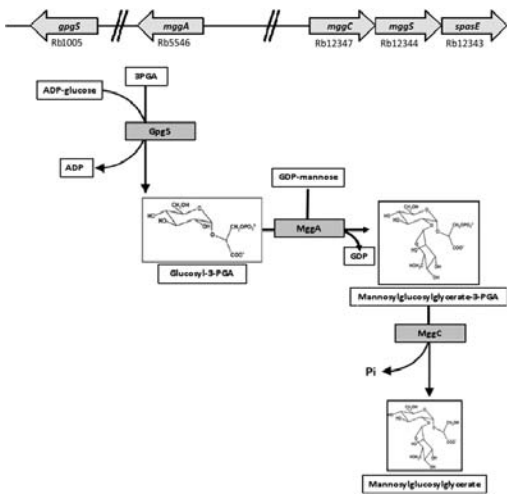 gpgS mggA mggC mggS spasE
Rb1005 Rb5546 Rb12347 Rb12344 Rb12343
3PGA
ADP-glucose
GpgS
ADP
GDP-mannose
MggA
GDP
Glucosyl-3-PGA
Mannosylglucosylglycerate-3-PGA
MggC
Pi
Mannosylglucosylglycerate